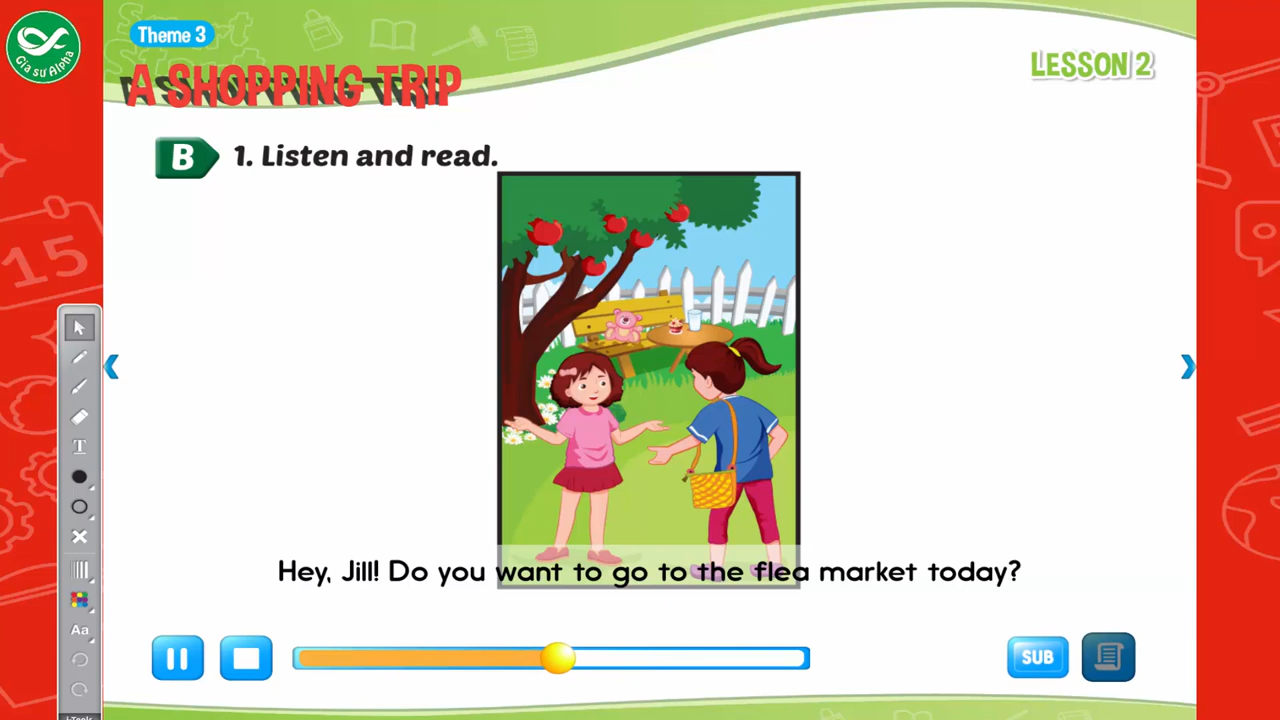 Gia sư Alpha
Theme 3
A SHOPPING TRIP
LESSON 2
B 1. Listen and read.
15
T
Aa
Hey, Jill! Do you want to go to the flea market today?
SUB